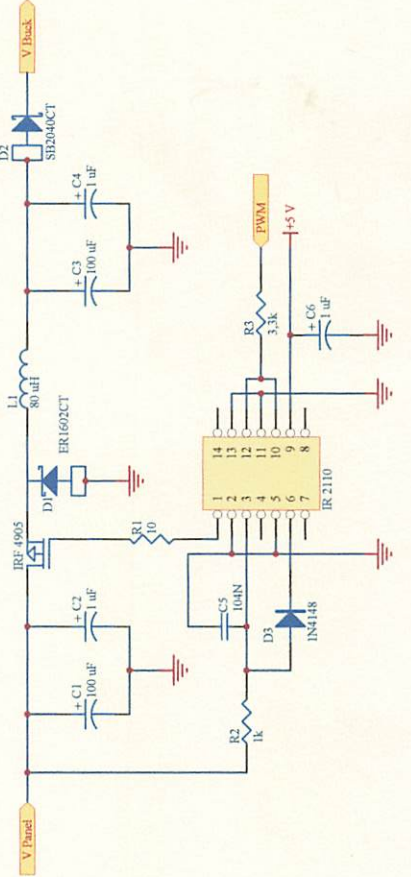 V Panel
C1
100 uF
C2
1 uF
IRF 4905
D1
ER1602CT
L1
80 uH
C3
100 uF
C4
1 uF
D2
SB2040CT
V Buck
R1
10
R2
1k
C5
104N
D3
1N4148
1
2
3
4
5
6
7
14
13
12
11
10
9
8
IR 2110
R3
3,3k
PWM
+5 V
C6
1 uF